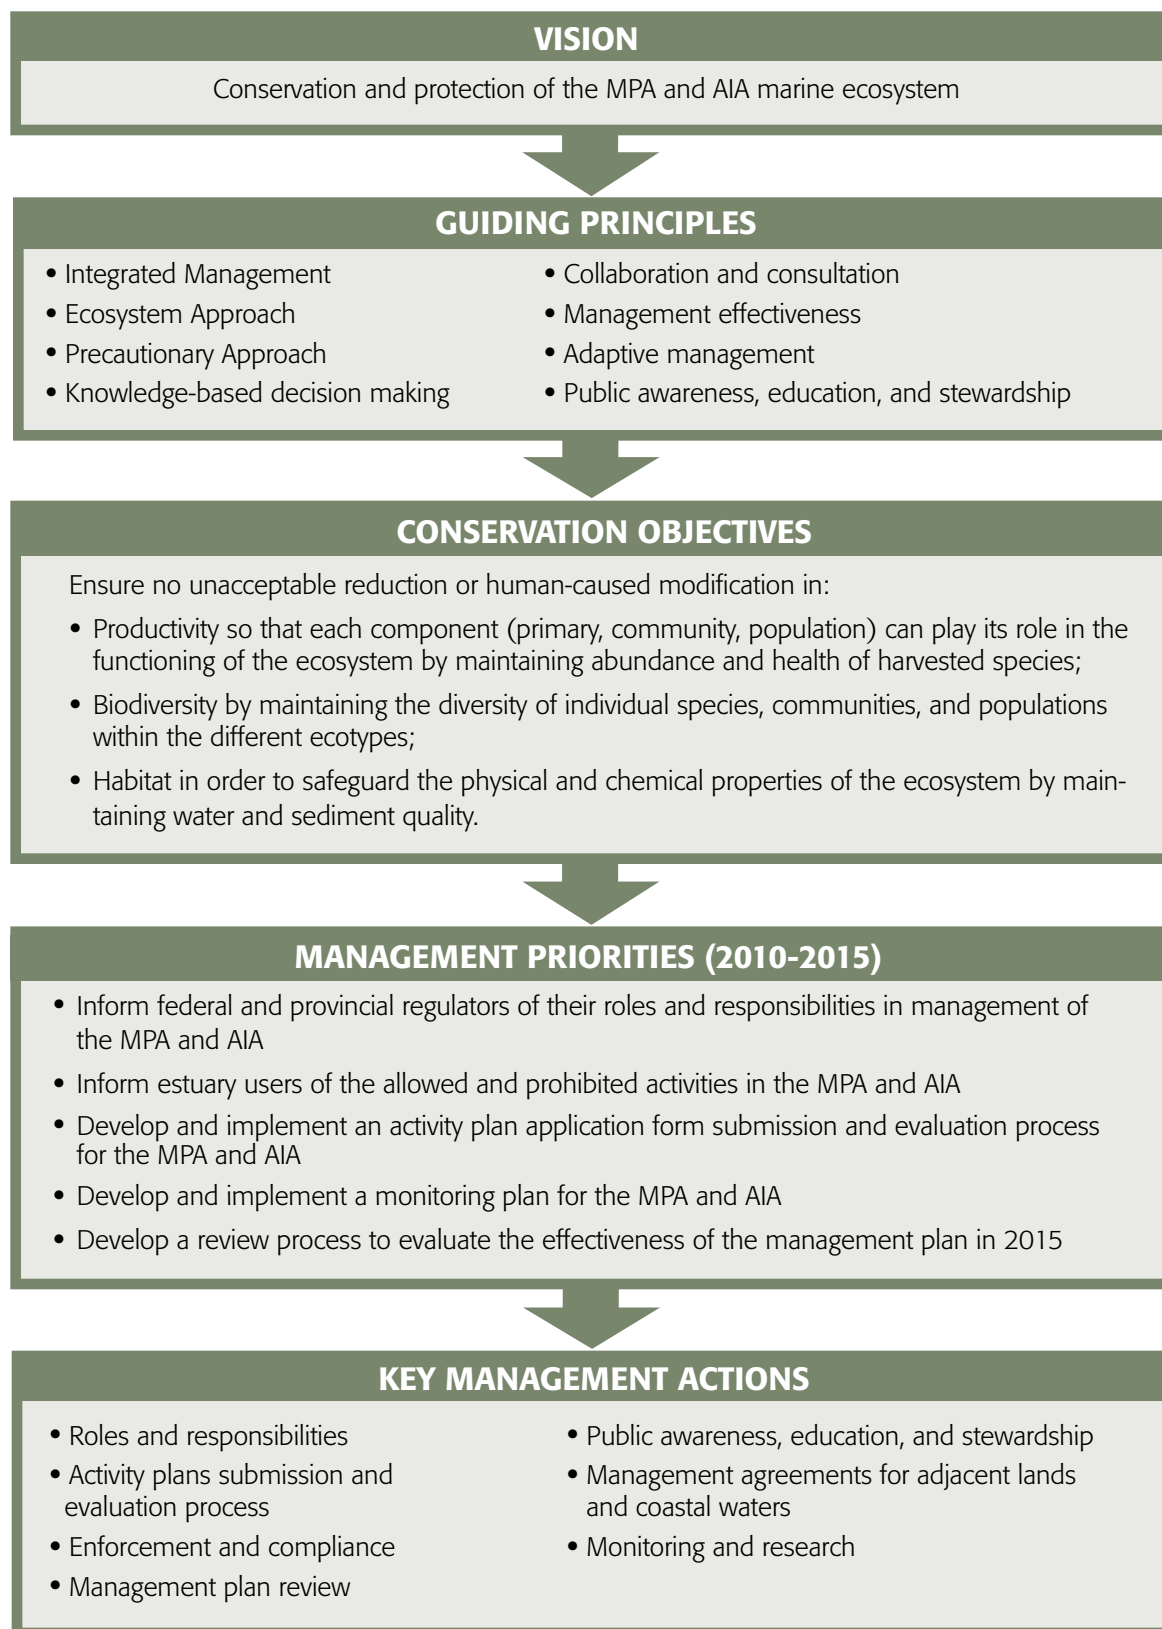 VISION
Conservation and protection of the MPA and AIA marine ecosystem
GUIDING PRINCIPLES
• Integrated Management
• Ecosystem Approach
• Precautionary Approach
• Knowledge-based decision making
• Collaboration and consultation
• Management effectiveness
• Adaptive management
• Public awareness, education, and stewardship
CONSERVATION OBJECTIVES
Ensure no unacceptable reduction or human-caused modification in:
• Productivity so that each component (primary, community, population) can play its role in the
functioning of the ecosystem by maintaining abundance and health of harvested species;
• Biodiversity by maintaining the diversity of individual species, communities, and populations
within the different ecotypes;
• Habitat in order to safeguard the physical and chemical properties of the ecosystem by main-
taining water and sediment quality.
MANAGEMENT PRIORITIES (2010-2015)
• Inform federal and provincial regulators of their roles and responsibilities in management of
the MPA and AIA
• Inform estuary users of the allowed and prohibited activities in the MPA and AIA
• Develop and implement an activity plan application form submission and evaluation process
for the MPA and AIA
• Develop and implement a monitoring plan for the MPA and AIA
• Develop a review process to evaluate the effectiveness of the management plan in 2015
KEY MANAGEMENT ACTIONS
• Roles and responsibilities
• Activity plans submission and
evaluation process
• Enforcement and compliance
• Management plan review
• Public awareness, education, and stewardship
• Management agreements for adjacent lands
and coastal waters
• Monitoring and research